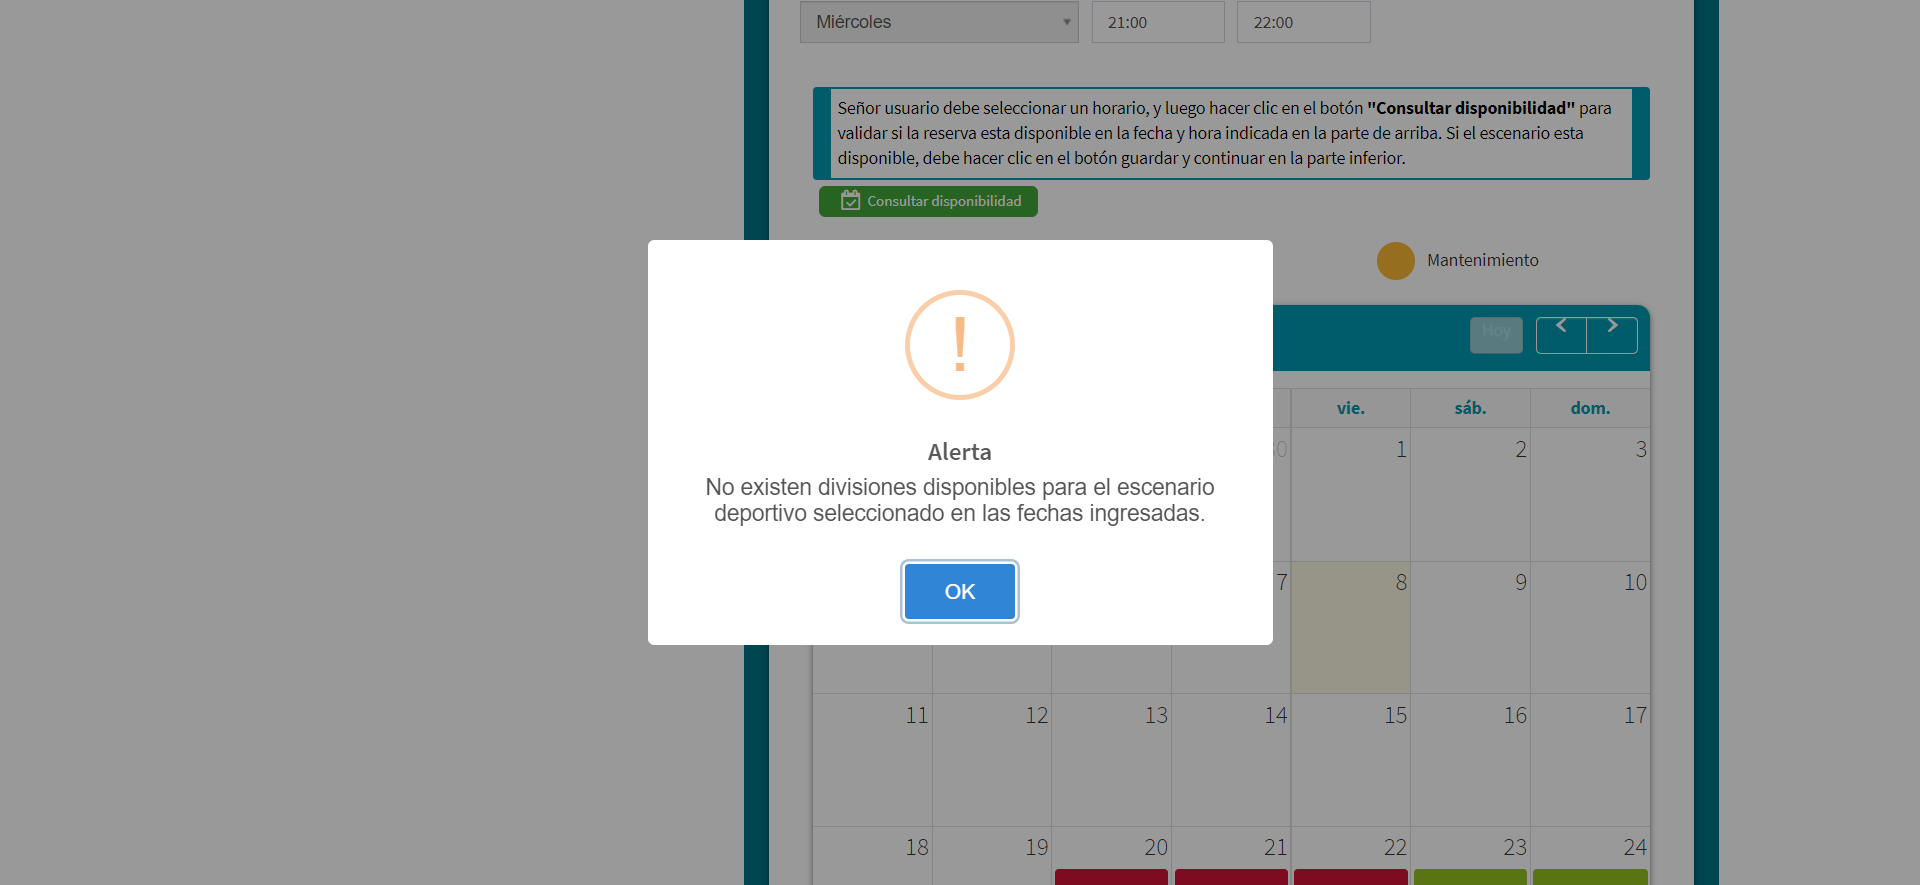 Miércoles 21:00 22:00
Señor usuario debe seleccionar un horario, y luego hacer clic en el botón "Consultar disponibilidad" para
validar si la reserva esta disponible en la fecha y hora indicada en la parte de arriba. Si el escenario esta
disponible, debe hacer clic en el botón guardar y continuar en la parte inferior.
Consultar disponibilidad
Mantenimiento
!
Hoy < >
Alerta
No existen divisiones disponibles para el escenario
deportivo seleccionado en las fechas ingresadas.
OK
vie. sáb. dom.
1 2 3
7 8 9 10
11 12 13 14 15 16 17
18 19 20 21 22 23 24